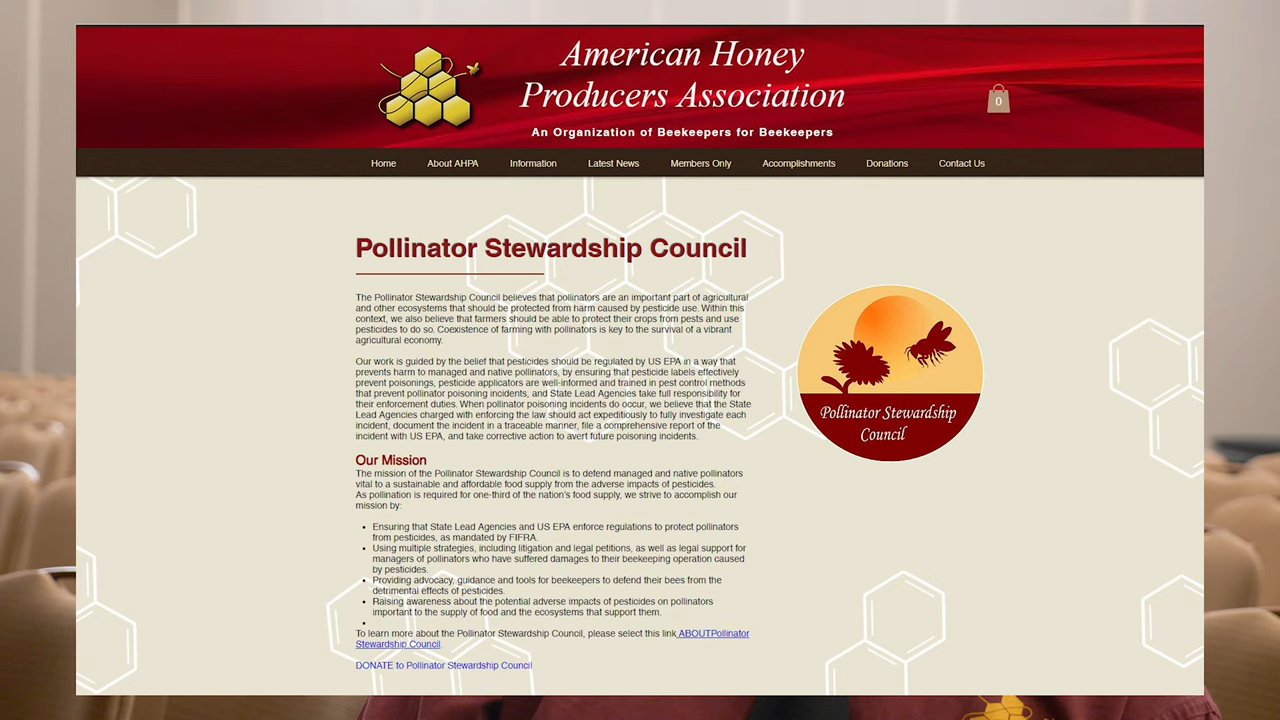 American Honey
Producers Association
An Organization of Beekeepers for Beekeepers
0
Home About AHPA Information Latest News Members Only Accomplishments Donations Contact Us
Pollinator Stewardship Council
The Pollinator Stewardship Council believes that pollinators are an important part of agricultural
and other ecosystems that should be protected from harm caused by pesticide use. Within this
context, we also believe that farmers should be able to protect their crops from pests and use
pesticides to do so. Coexistence of farming with pollinators is key to the survival of a vibrant
agricultural economy.
Our work is guided by the belief that pesticides should be regulated by US EPA in a way that
prevents harm to managed and native pollinators, by ensuring that pesticide labels effectively
prevent poisonings, pesticide applicators are well-informed and trained in pest control methods
that prevent pollinator poisoning incidents, and State Lead Agencies take full responsibility for
their enforcement duties. When pollinator poisoning incidents do occur, we believe that the State
Lead Agencies charged with enforcing the law should act expeditiously to fully investigate each
incident, document the incident in a traceable manner, file a comprehensive report of the
incident with US EPA, and take corrective action to avert future poisoning incidents.
Our Mission
The mission of the Pollinator Stewardship Council is to defend managed and native pollinators
vital to a sustainable and affordable food supply from the adverse impacts of pesticides.
As pollination is required for one-third of the nation's food supply, we strive to accomplish our
mission by:
• Ensuring that State Lead Agencies and US EPA enforce regulations to protect pollinators
from pesticides, as mandated by FIFRA.
• Using multiple strategies, including litigation and legal petitions, as well as legal support for
managers of pollinators who have suffered damages to their beekeeping operation caused
by pesticides.
• Providing advocacy, guidance and tools for beekeepers to defend their bees from the
detrimental effects of pesticides.
• Raising awareness about the potential adverse impacts of pesticides on pollinators
important to the supply of food and the ecosystems that support them.
•
To learn more about the Pollinator Stewardship Council, please select this link ABOUTPollinator
Stewardship Council.
DONATE to Pollinator Stewardship Council
Pollinator Stewardship
Council